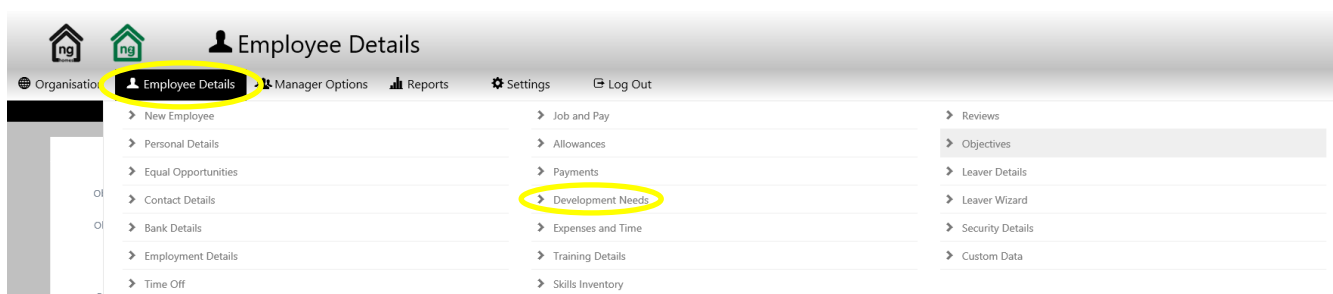 ng
homes
ng
Employee Details
Organisation
Employee Details
Manager Options
Reports
Settings
Log Out
New Employee
Job and Pay
Reviews
Personal Details
Allowances
Objectives
Equal Opportunities
Payments
Leaver Details
Contact Details
Development Needs
Leaver Wizard
Bank Details
Expenses and Time
Security Details
Employment Details
Training Details
Custom Data
Time Off
Skills Inventory